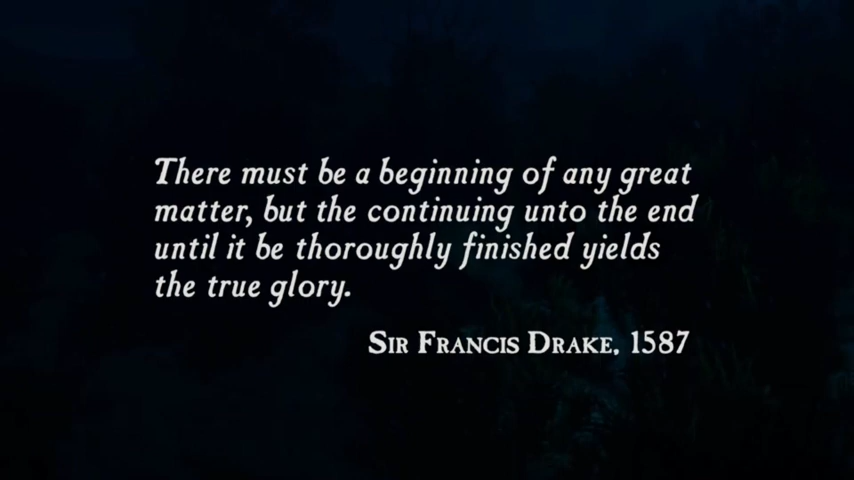 There must be a beginning of any great
matter, but the continuing unto the end
until it be thoroughly finished yields
the true glory.
Sir Francis Drake, 1587